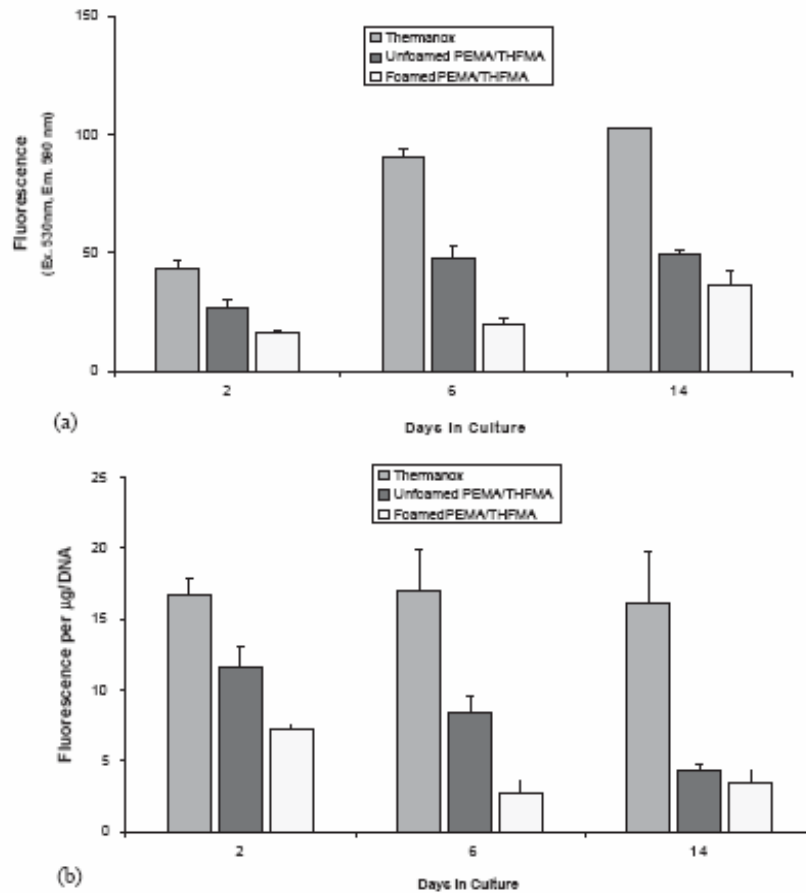 150
100
50
0
Fluorescence
(Ex. 530nm, Em. 590 nm)
Thermanox
Unfoamed PEMA/THFMA
FoamedPEMA/THFMA
2
6
14
(a)
Days in Culture
25
20
15
10
5
0
Fluorescence per µg/DNA
Thermanox
Unfoamed PEMA/THFMA
FoamedPEMA/THFMA
2
6
14
(b)
Days in Culture